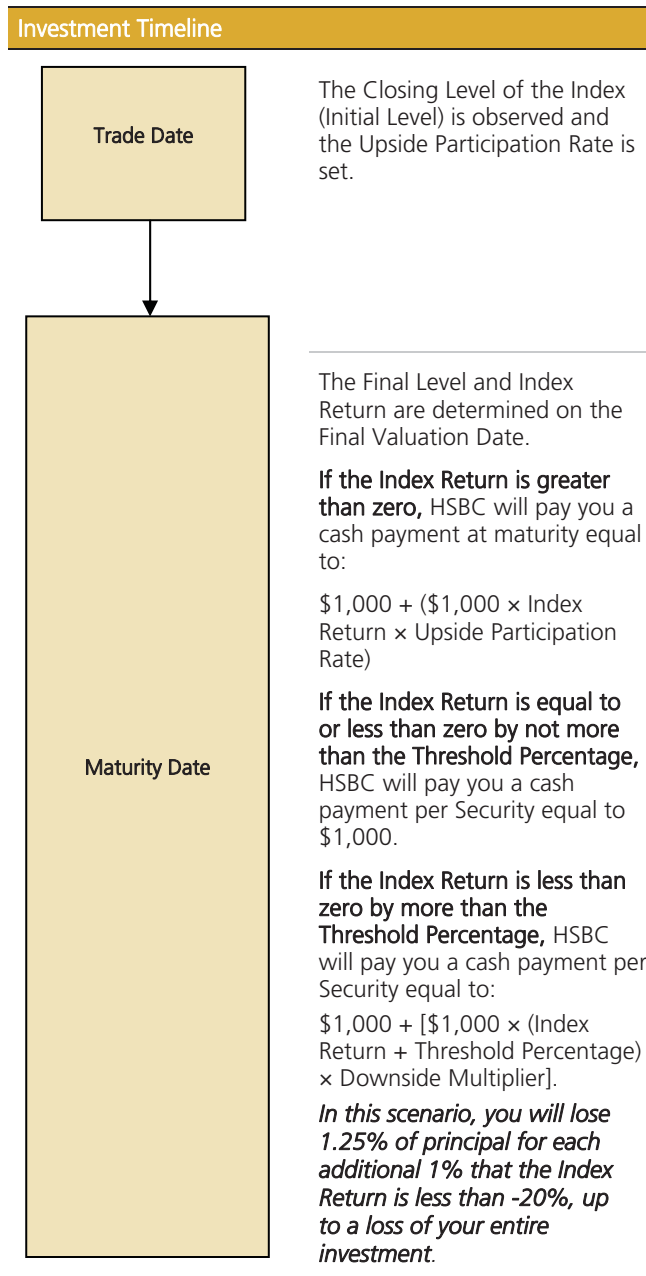 Investment Timeline
Trade Date
The Closing Level of the Index
(Initial Level) is observed and
the Upside Participation Rate is
set.
Maturity Date
The Final Level and Index
Return are determined on the
Final Valuation Date.
If the Index Return is greater
than zero, HSBC will pay you a
cash payment at maturity equal
to:
$1,000 + ($1,000 × Index
Return × Upside Participation
Rate)
If the Index Return is equal to
or less than zero by not more
than the Threshold Percentage,
HSBC will pay you a cash
payment per Security equal to
$1,000.
If the Index Return is less than
zero by more than the
Threshold Percentage, HSBC
will pay you a cash payment per
Security equal to:
$1,000 + [$1,000 × (Index
Return + Threshold Percentage)
× Downside Multiplier].
In this scenario, you will lose
1.25% of principal for each
additional 1% that the Index
Return is less than -20%, up
to a loss of your entire
investment.